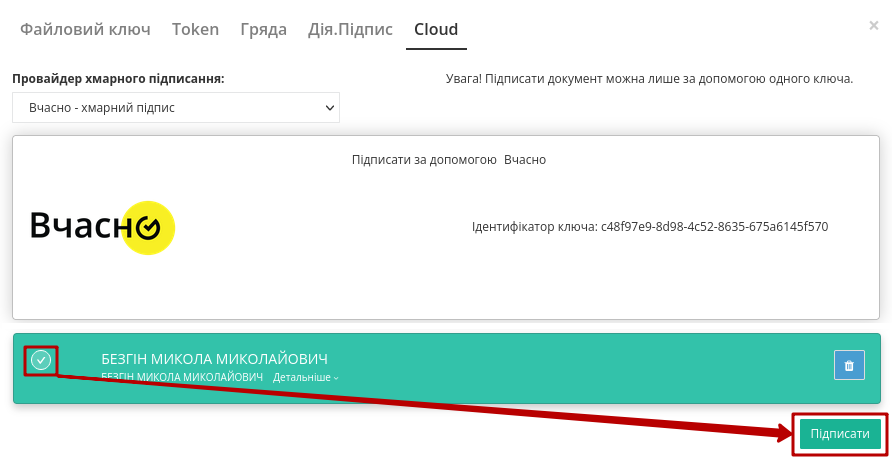 Файловий ключ Token Гряда Дія.Підпис Cloud ×
Провайдер хмарного підписання:
Увага! Підписати документ можна лише за допомогою одного ключа.
Вчасно - хмарний підпис
Підписати за допомогою Вчасно
Вчасно
Ідентифікатор ключа: c48f97e9-8d98-4c52-8635-675a6145f570
БЕЗГІН МИКОЛА МИКОЛАЙОВИЧ
БЕЗГІН МИКОЛА МИКОЛАЙОВИЧ Детальніше
Підписати